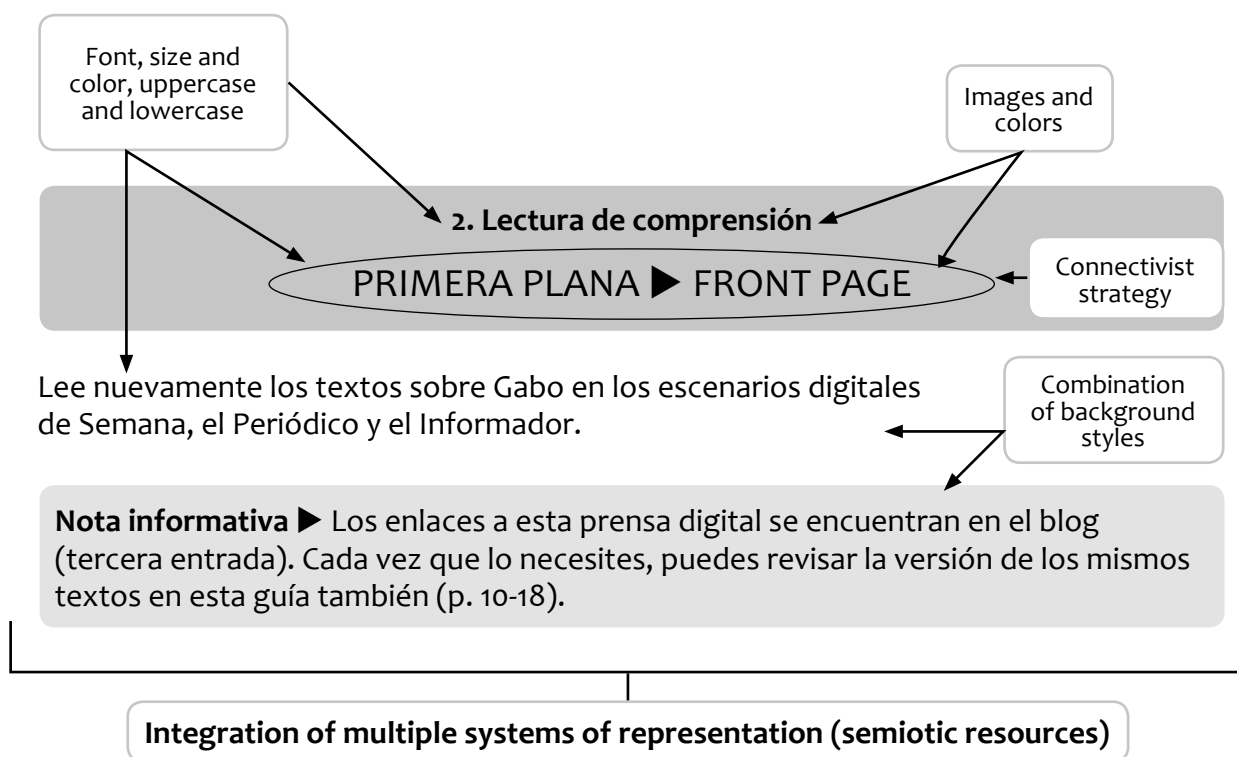 Font, size and
color, uppercase
and lowercase
Images and
colors
2. Lectura de comprensión
PRIMERA PLANA ▶ FRONT PAGE
Connectivist
strategy
Lee nuevamente los textos sobre Gabo en los escenarios digitales
de Semana, el Periódico y el Informador.
Combination
of background
styles
Nota informativa ▶ Los enlaces a esta prensa digital se encuentran en el blog
(tercera entrada). Cada vez que lo necesites, puedes revisar la versión de los mismos
textos en esta guía también (p. 10-18).
Integration of multiple systems of representation (semiotic resources)